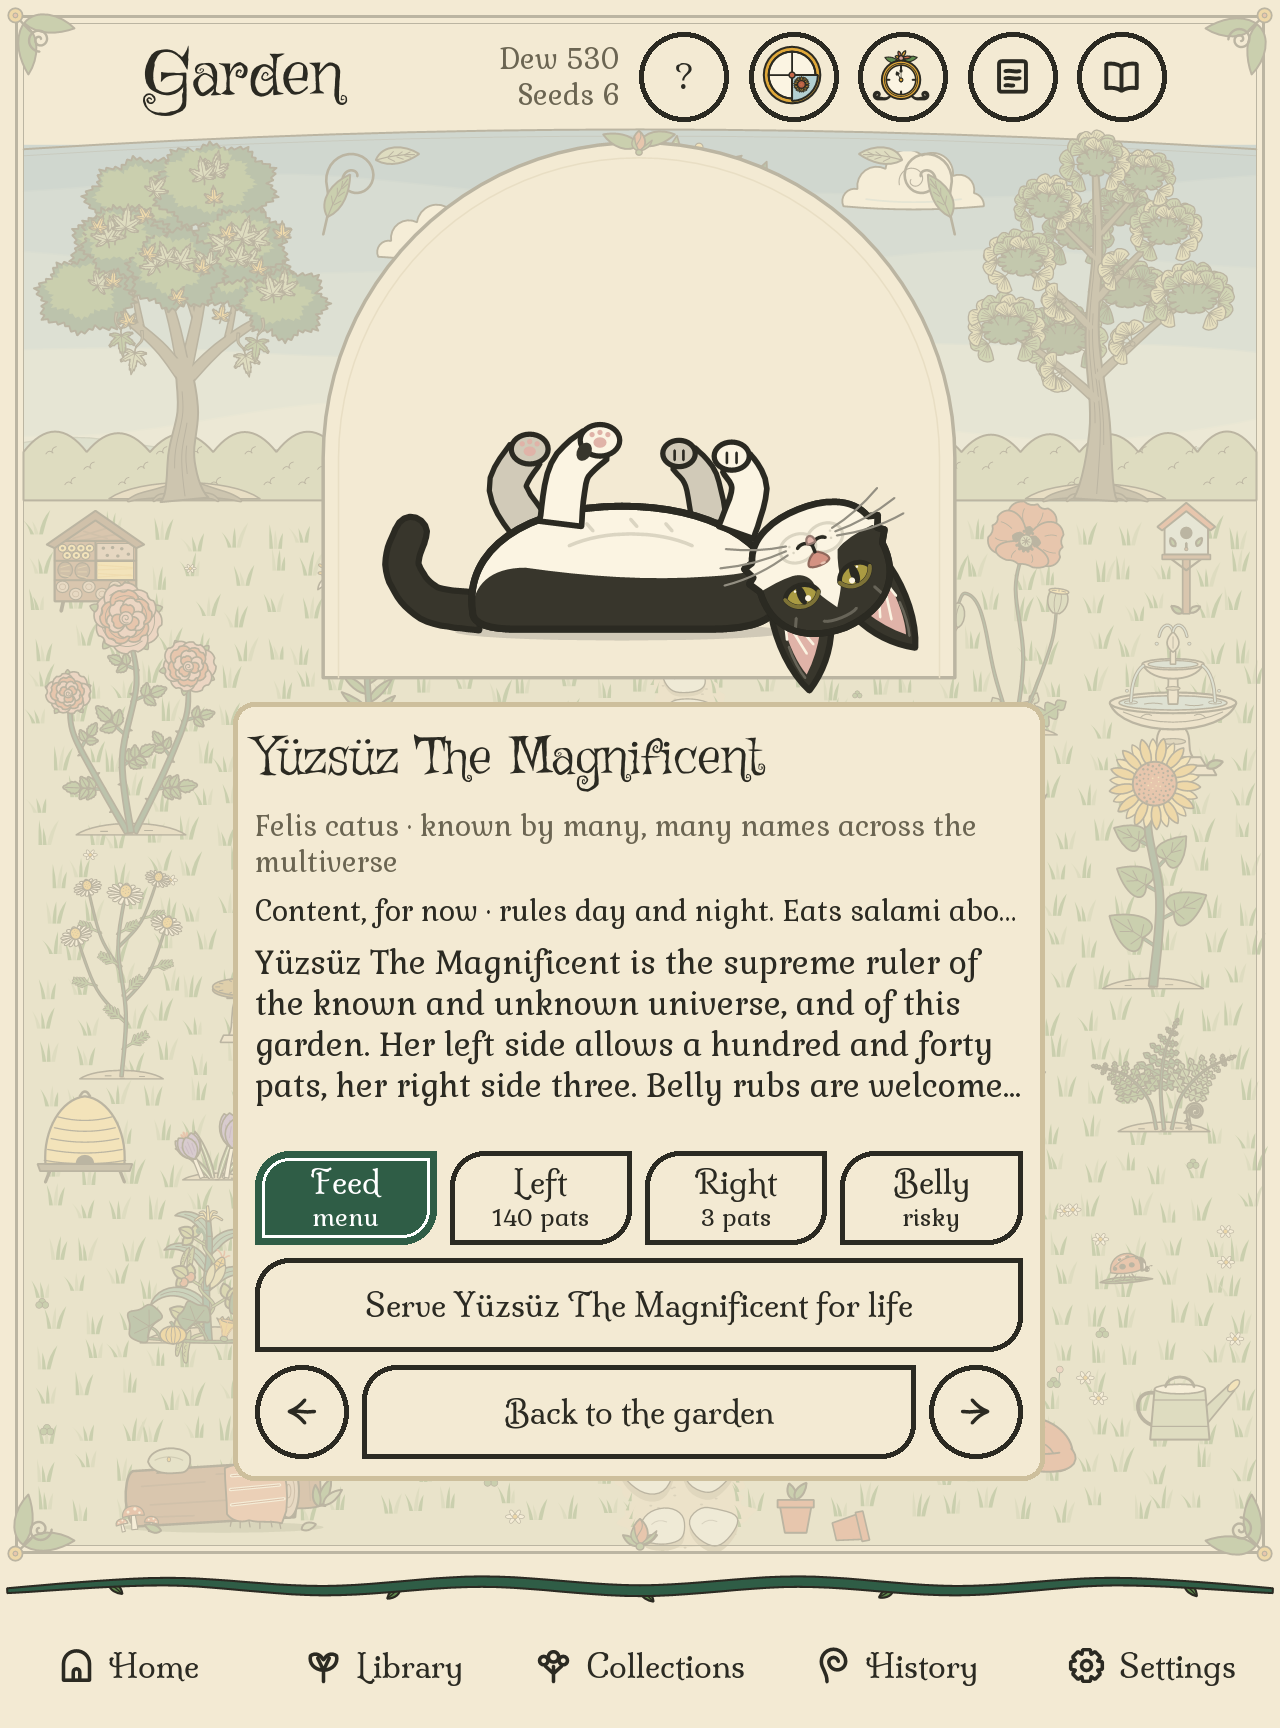 Garden
Dew 530
Seeds 6
?
Yüzsüz The Magnificent
Felis catus · known by many, many names across the
multiverse
Content, for now · rules day and night. Eats salami abo...
Yüzsüz The Magnificent is the supreme ruler of
the known and unknown universe, and of this
garden. Her left side allows a hundred and forty
pats, her right side three. Belly rubs are welcome...
Feed
menu
Left
140 pats
Right
3 pats
Belly
risky
Serve Yüzsüz The Magnificent for life
Back to the garden
Home
Library
Collections
History
Settings